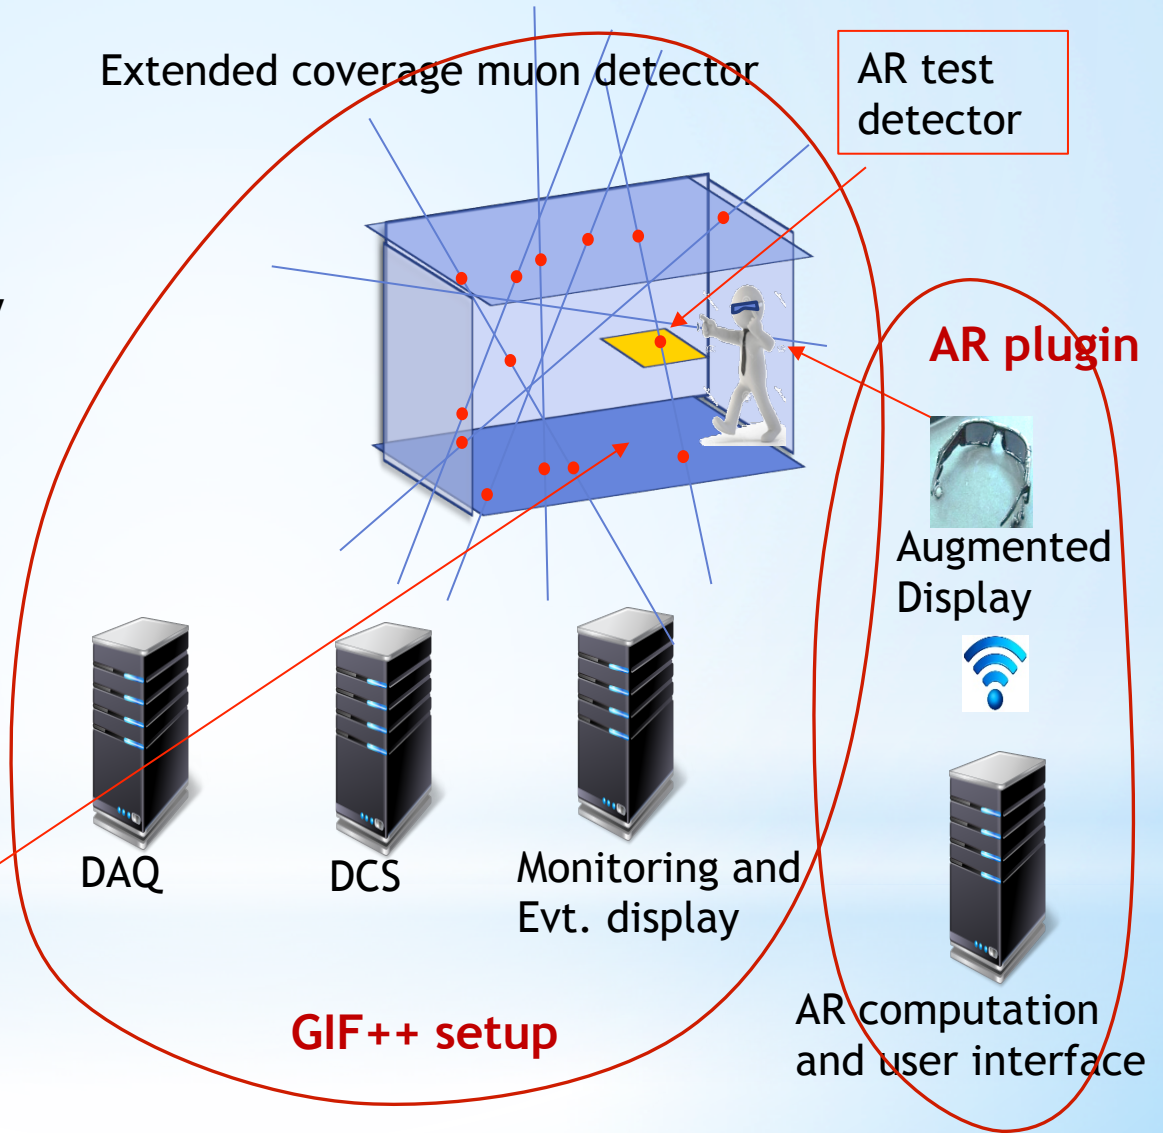 Extended coverage muon detector
AR test
detector
AR plugin
Augmented
Display
DAQ
DCS
Monitoring and
Evt. display
GIF++ setup
AR computation
and user interface